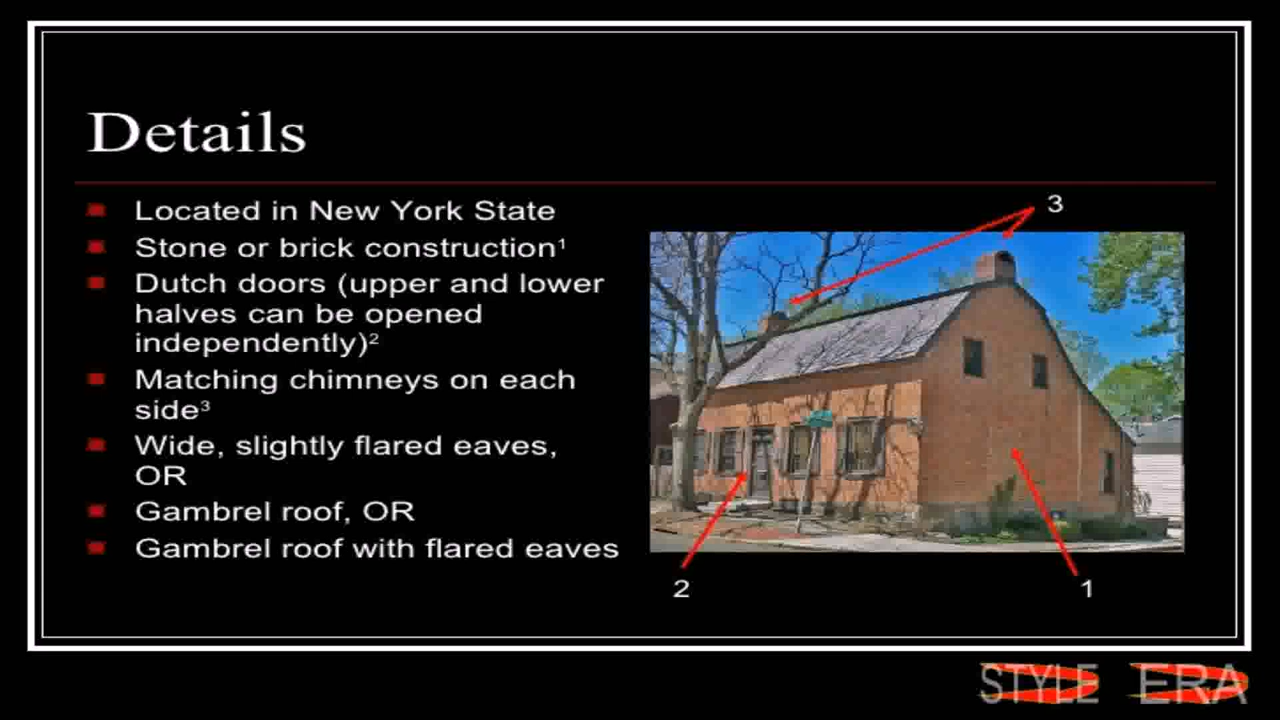 Details
Located in New York State
Stone or brick construction¹
Dutch doors (upper and lower
halves can be opened
independently)²
Matching chimneys on each
side³
Wide, slightly flared eaves,
OR
Gambrel roof, OR
Gambrel roof with flared eaves
3
2
1
STYLE ERA